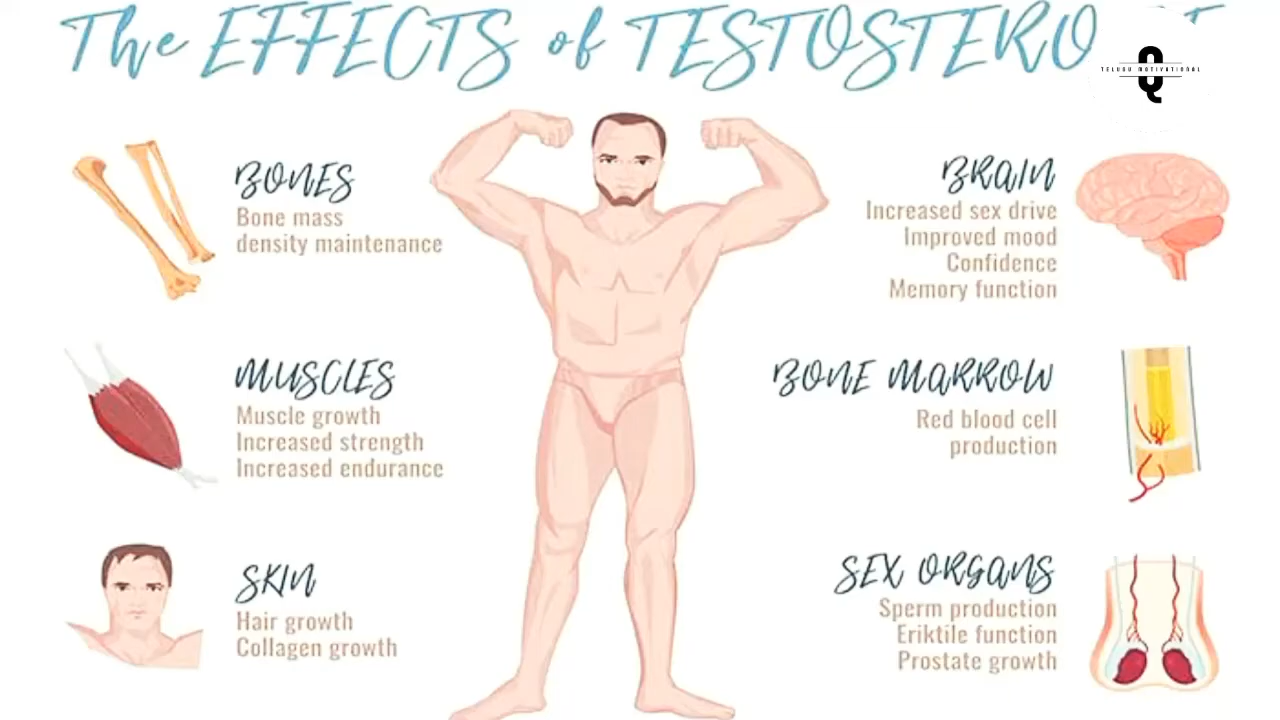 The EFFECTS of TESTOSTERO
TELUGU MOTIVATIONAL
Q
BONES
Bone mass
density maintenance
MUSCLES
Muscle growth
Increased strength
Increased endurance
SKIN
Hair growth
Collagen growth
BRAIN
Increased sex drive
Improved mood
Confidence
Memory function
BONE MARROW
Red blood cell
production
SEX ORGANS
Sperm production
Eriktile function
Prostate growth